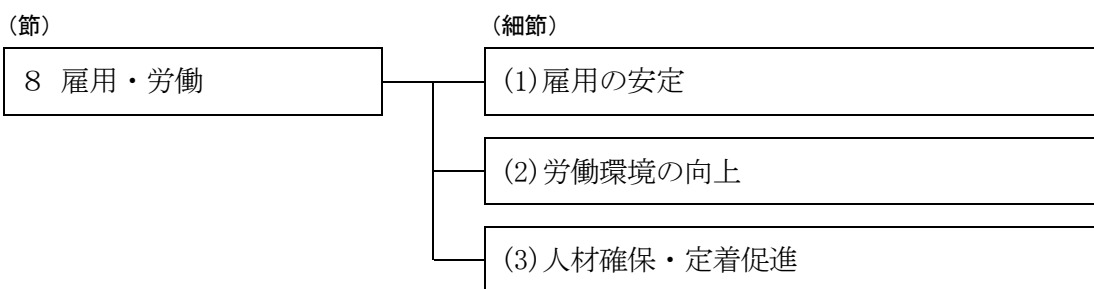 （節）
（細節）
８ 雇用・労働
(1)雇用の安定
(2)労働環境の向上
(3)人材確保・定着促進